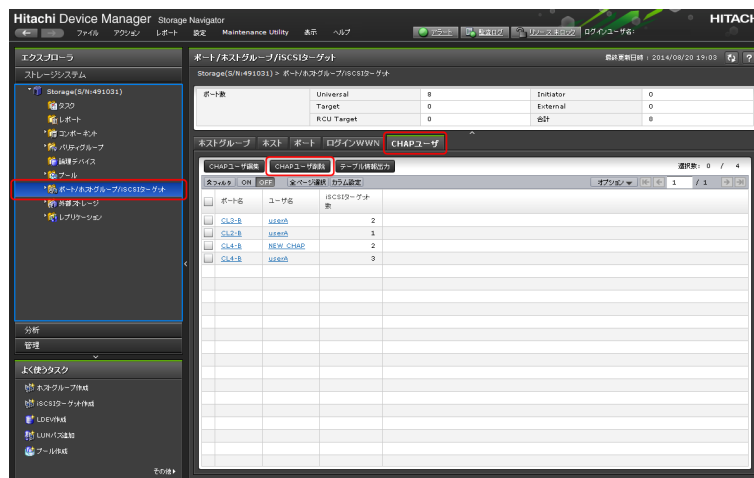 Hitachi Device Manager Storage Navigator
HITACH
ファイル アクション レポート 設定 Maintenance Utility 表示 ヘルプ
ログインユーザ名:
エクスプローラ
ストレージシステム
Storage(S/N:491031)
タスク
レポート
コンポーネント
パリティグループ
論理デバイス
プール
ポート/ホストグループ/iSCSIターゲット
外部ストレージ
レプリケーション
分析
管理
よく使うタスク
ホストグループ作成
iSCSIターゲット作成
LDEV作成
LUNパス追加
プール作成
その他
ポート/ホストグループ/iSCSIターゲット
最終更新日時 : 2014/08/20 19:03
?
Storage(S/N:491031) > ポート/ホストグループ/iSCSIターゲット
ポート数 Universal 8 Initiator 0
Target 0 External 0
RCU Target 0 合計 8
ホストグループ ホスト ポート ログインWWN CHAPユーザ
CHAPユーザ編集 CHAPユーザ削除 テーブル情報出力
選択数: 0 / 4
フィルタ ON OFF 全ページ選択 カラム設定
オプション 1 / 1
ポート名 ユーザ名 iSCSIターゲット数
CL3-B userA 2
CL2-B userA 1
CL4-B NEW_CHAP 2
CL4-B userA 3